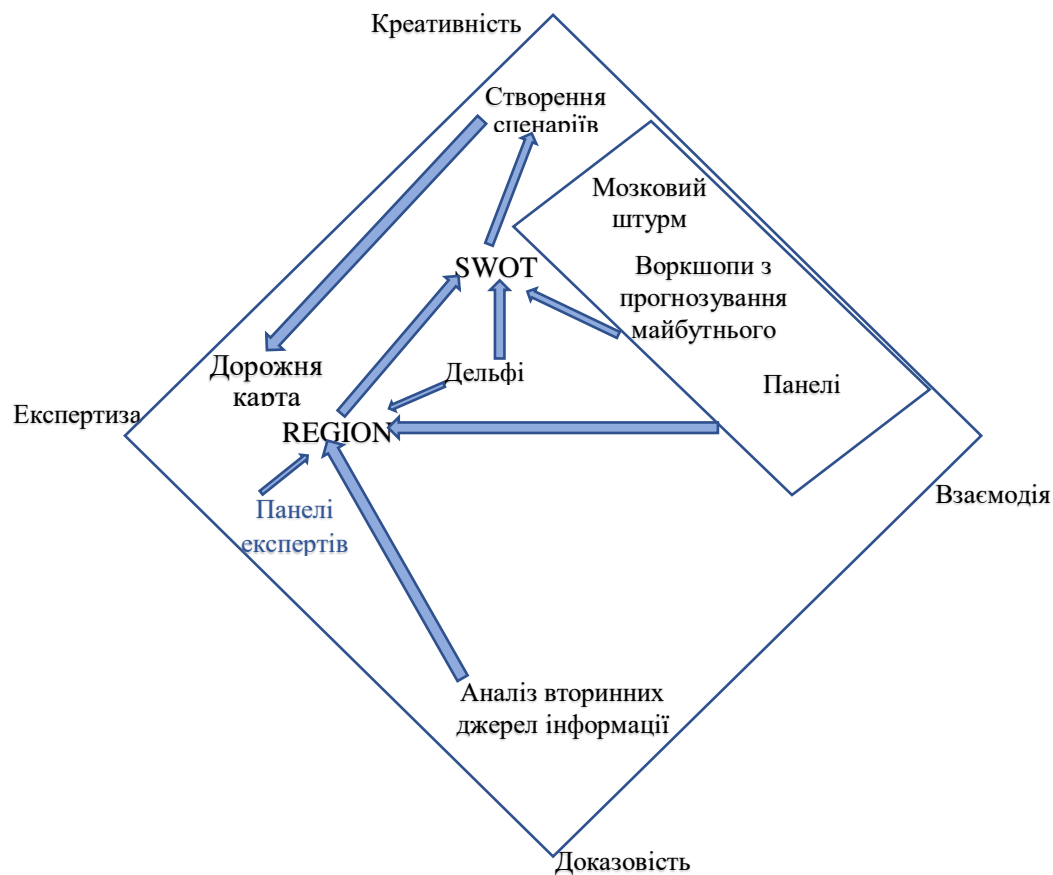 Креативність
Створення
сценаріїв
Мозковий
штурм
SWOT
Воркшопи з
прогнозування
майбутнього
Дорожня
карта
Дельфі
Панелі
Експертиза
REGION
Взаємодія
Панелі
експертів
Аналіз вторинних
джерел інформації
Доказовість